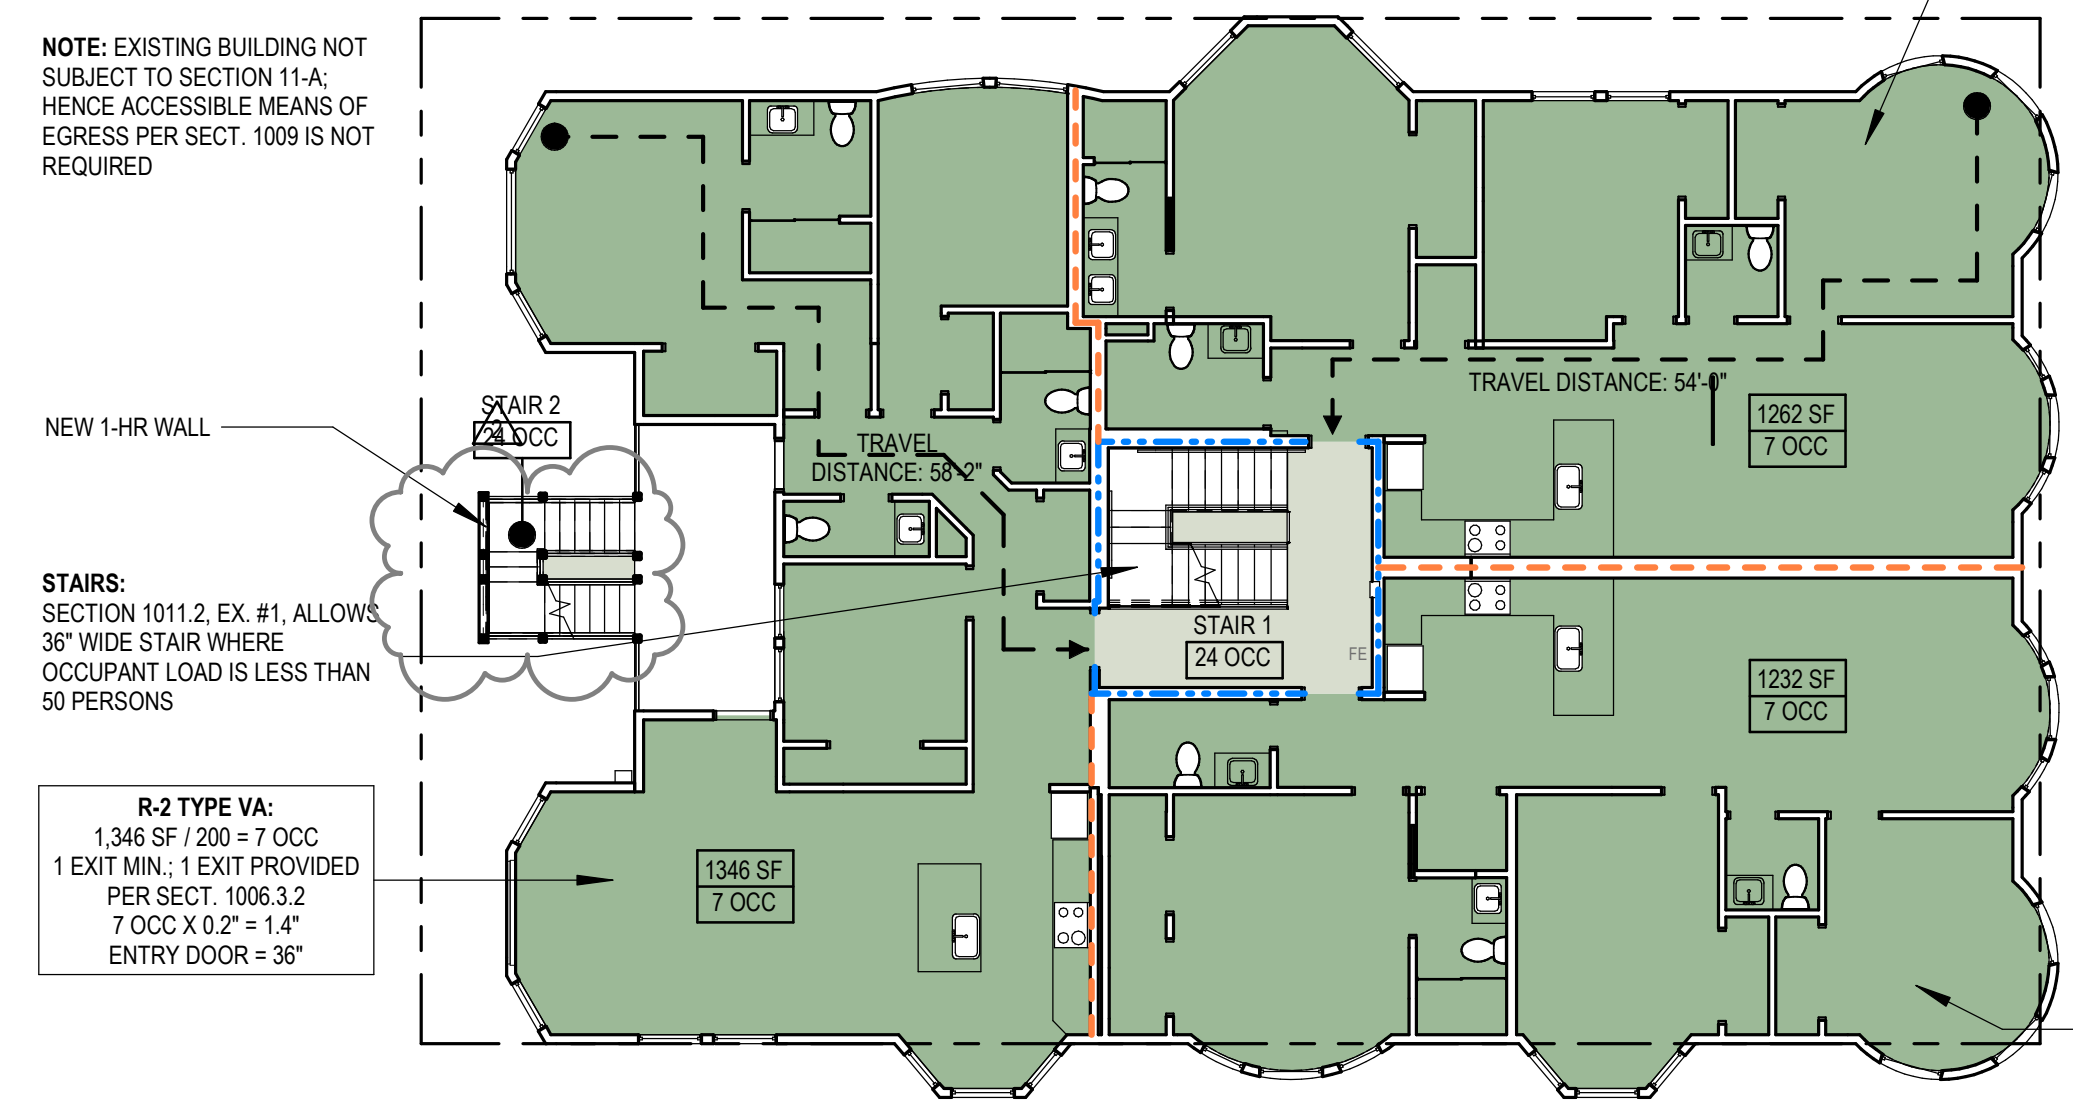 NOTE: EXISTING BUILDING NOT
SUBJECT TO SECTION 11-A;
HENCE ACCESSIBLE MEANS OF
EGRESS PER SECT. 1009 IS NOT
REQUIRED
NEW 1-HR WALL
STAIR 2
24 OCC
2
STAIRS:
SECTION 1011.2, EX. #1, ALLOWS
36" WIDE STAIR WHERE
OCCUPANT LOAD IS LESS THAN
50 PERSONS
R-2 TYPE VA:
1,346 SF / 200 = 7 OCC
1 EXIT MIN.; 1 EXIT PROVIDED
PER SECT. 1006.3.2
7 OCC X 0.2" = 1.4"
ENTRY DOOR = 36"
TRAVEL
DISTANCE: 58'-2"
TRAVEL DISTANCE: 54'-0"
1262 SF
7 OCC
STAIR 1
24 OCC
FE
1232 SF
7 OCC
1346 SF
7 OCC